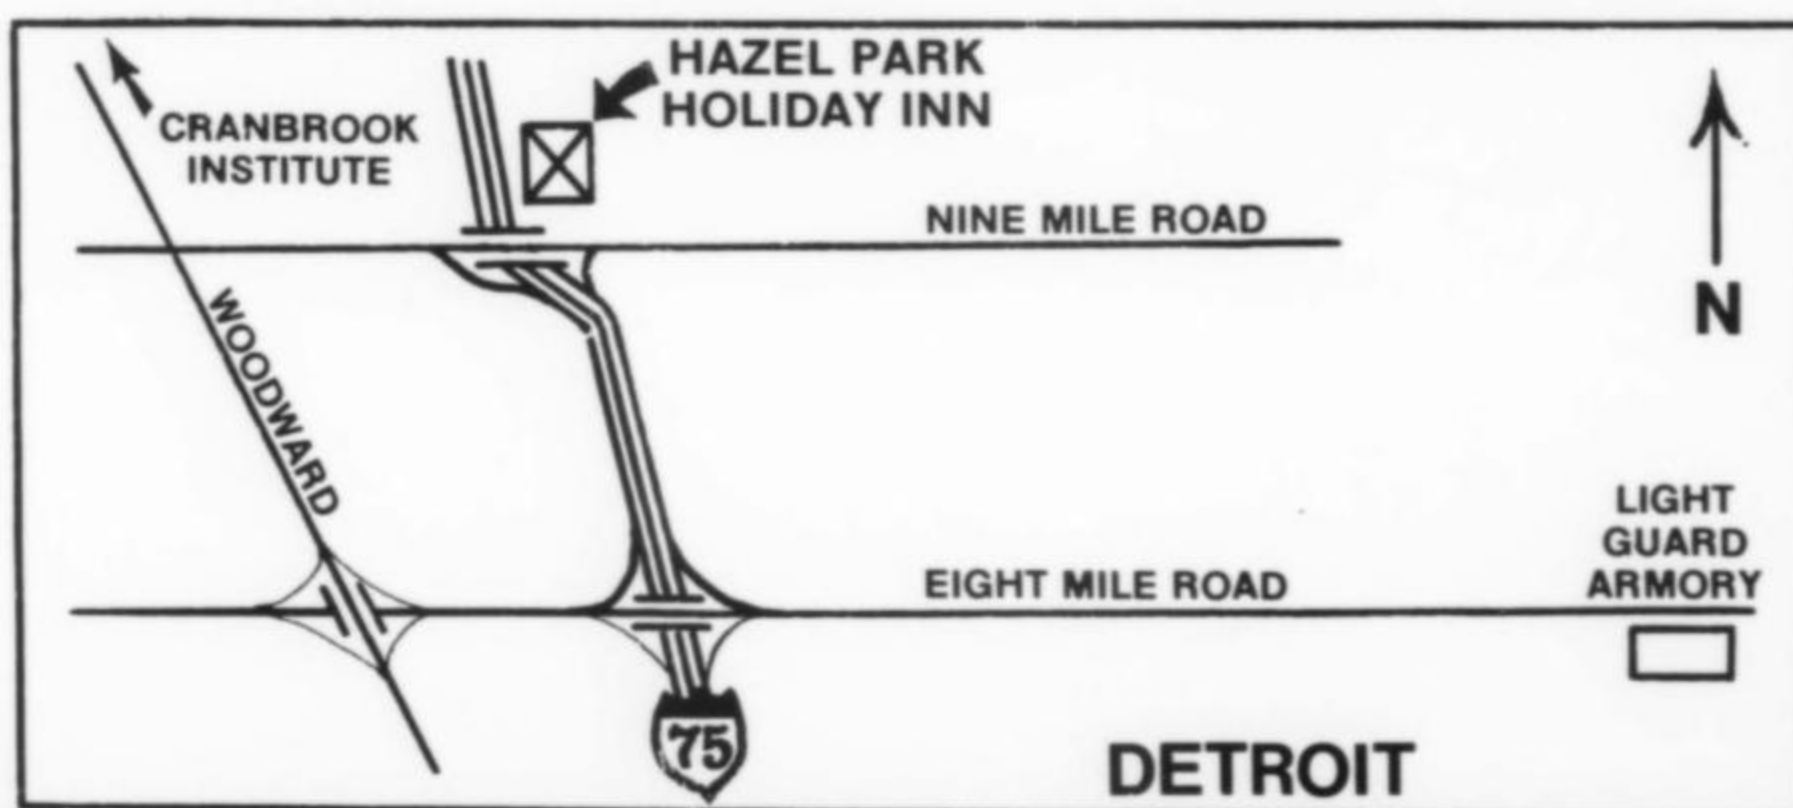 HAZEL PARK
HOLIDAY INN
CRANBROOK
INSTITUTE
NINE MILE ROAD
N
WOODWARD
LIGHT
GUARD
ARMORY
EIGHT MILE ROAD
75
DETROIT